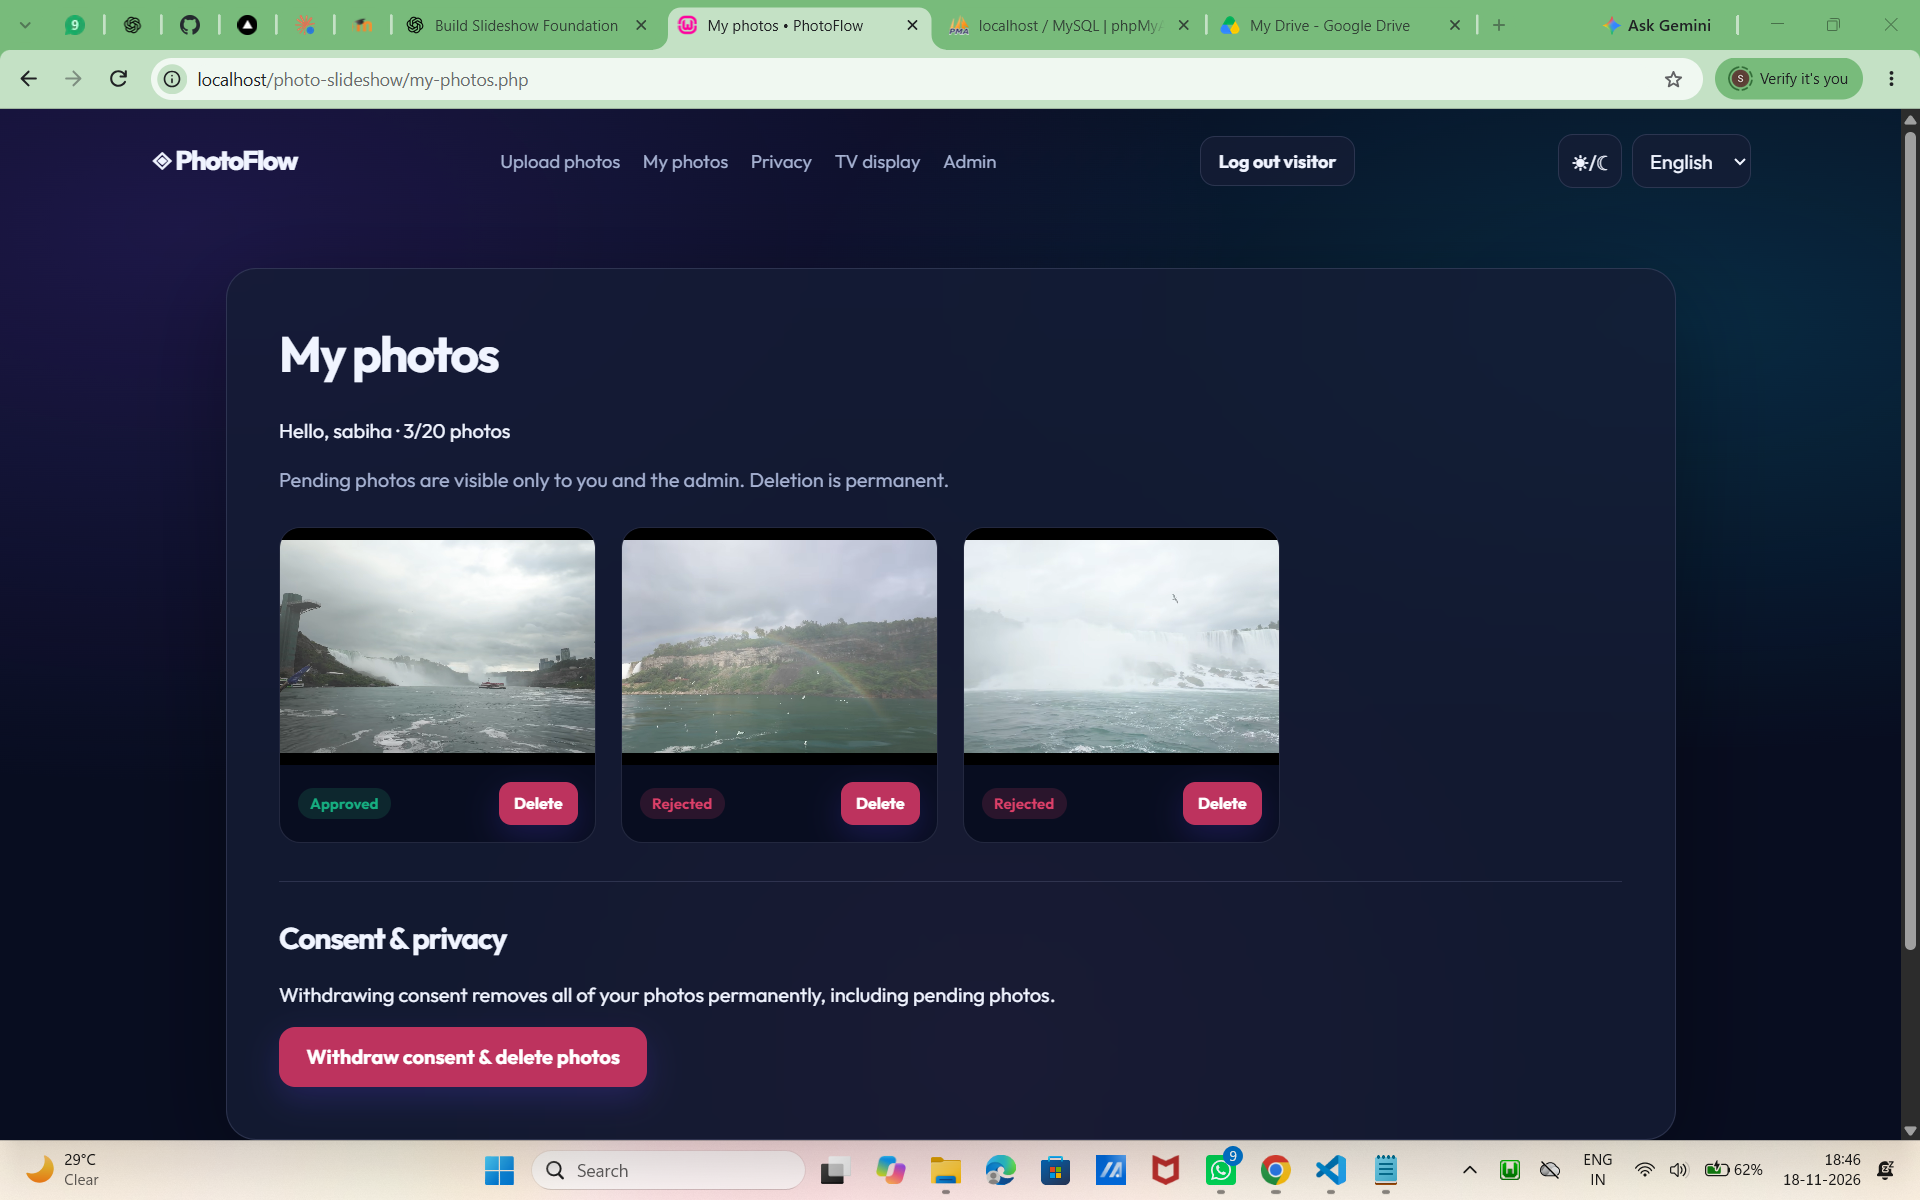 9
Build Slideshow Foundation
My photos • PhotoFlow
localhost / MySQL | phpMy
My Drive - Google Drive
Ask Gemini
localhost/photo-slideshow/my-photos.php
S
Verify it's you
PhotoFlow
Upload photos
My photos
Privacy
TV display
Admin
Log out visitor
☀/☾
English
My photos
Hello, sabiha · 3/20 photos
Pending photos are visible only to you and the admin. Deletion is permanent.
Approved
Delete
Rejected
Delete
Rejected
Delete
Consent & privacy
Withdrawing consent removes all of your photos permanently, including pending photos.
Withdraw consent & delete photos
29°C
Clear
Search
9
ENG
IN
62%
18:46
18-11-2026